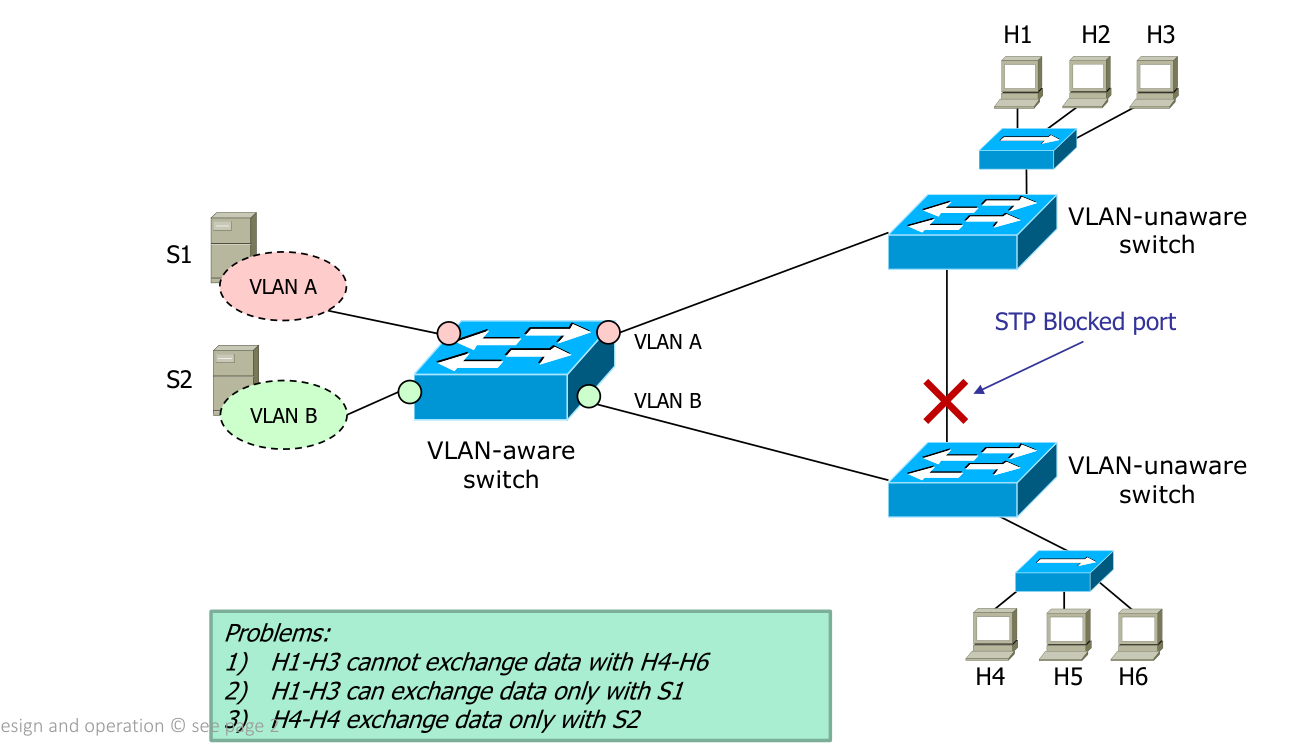 H1 H2 H3
VLAN-unaware
switch
S1
VLAN A
STP Blocked port
VLAN A
S2
VLAN B
VLAN B
VLAN-aware
switch
VLAN-unaware
switch
H4 H5 H6
Problems:
1) H1-H3 cannot exchange data with H4-H6
2) H1-H3 can exchange data only with S1
3) H4-H4 exchange data only with S2
esign and operation © see page 2